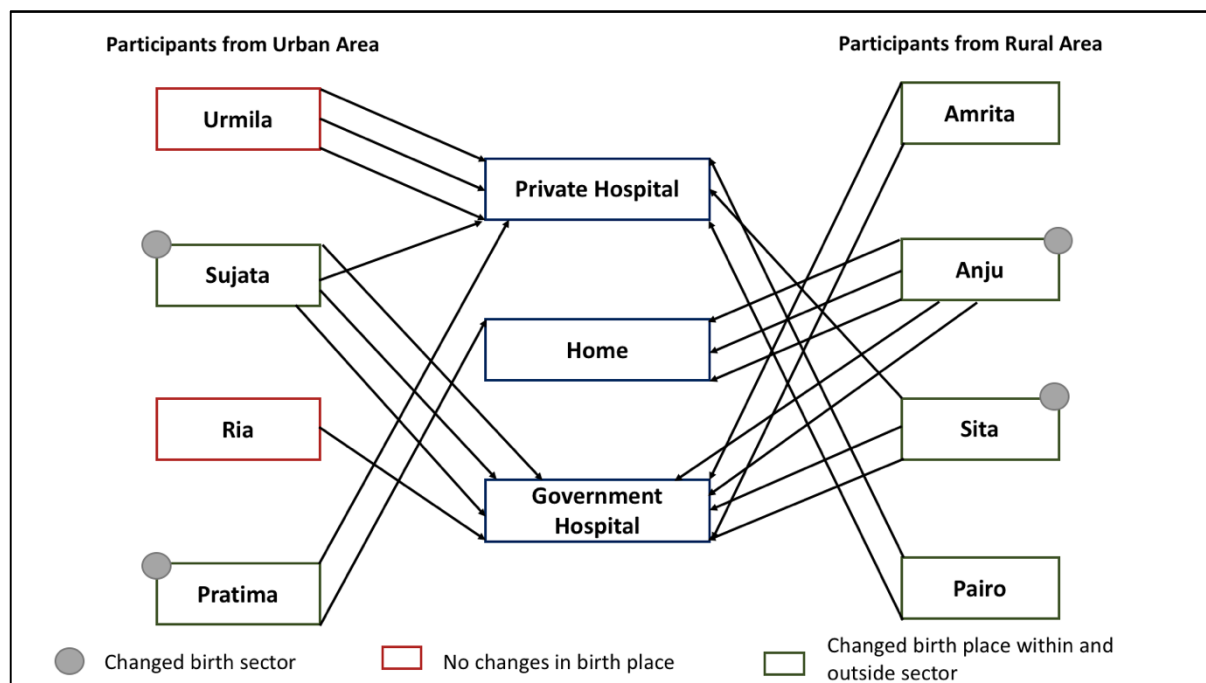 Participants from Urban Area
Participants from Rural Area
Urmila
Amrita
Private Hospital
Sujata
Anju
Home
Ria
Sita
Government
Hospital
Pratima
Pairo
Changed birth sector
No changes in birth place
Changed birth place within and
outside sector